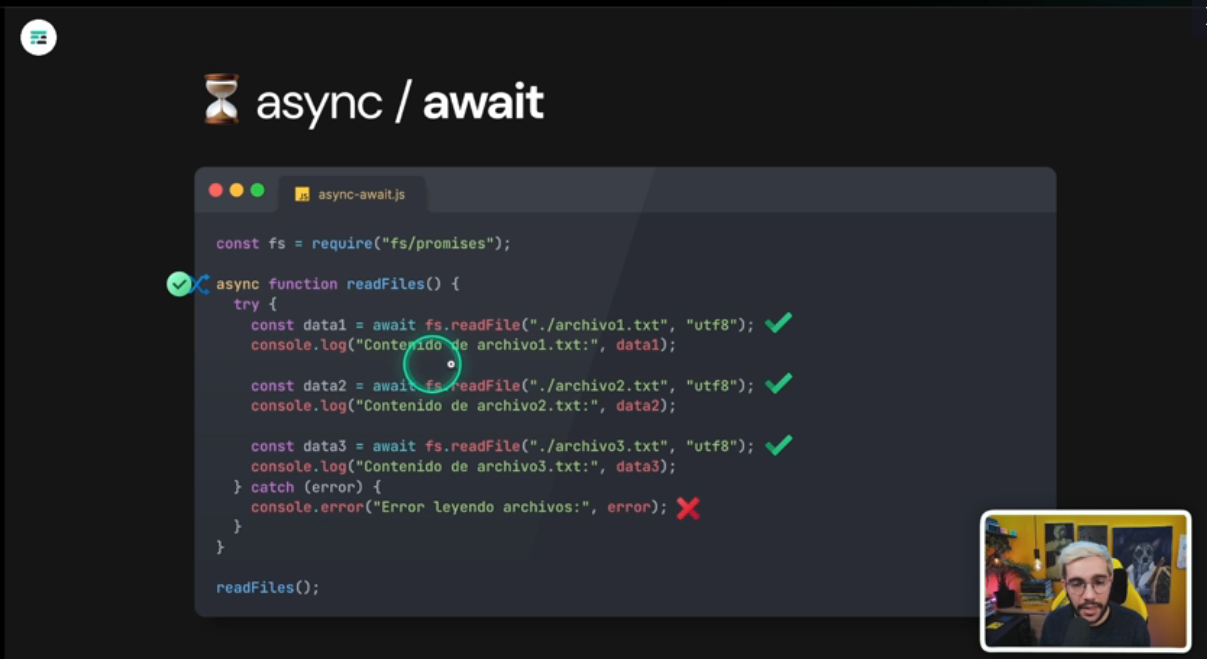 async / await
JS async-await.js
const fs = require("fs/promises");
async function readFiles() {
try {
const data1 = await fs.readFile("./archivo1.txt", "utf8");
console.log("Contenido de archivo1.txt:", data1);
const data2 = await fs.readFile("./archivo2.txt", "utf8");
console.log("Contenido de archivo2.txt:", data2);
const data3 = await fs.readFile("./archivo3.txt", "utf8");
console.log("Contenido de archivo3.txt:", data3);
} catch (error) {
console.error("Error leyendo archivos:", error);
}
}
readFiles();